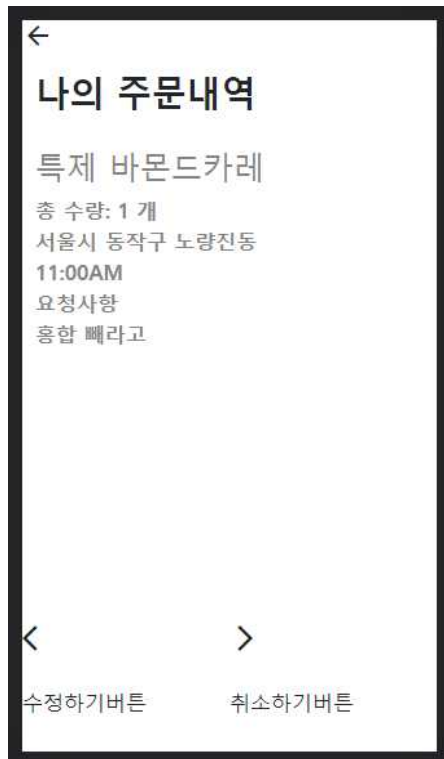 나의 주문내역
특제 바몬드카레
총 수량: 1 개
서울시 동작구 노량진동
11:00AM
요청사항
홍합 빼라고
수정하기버튼 취소하기버튼